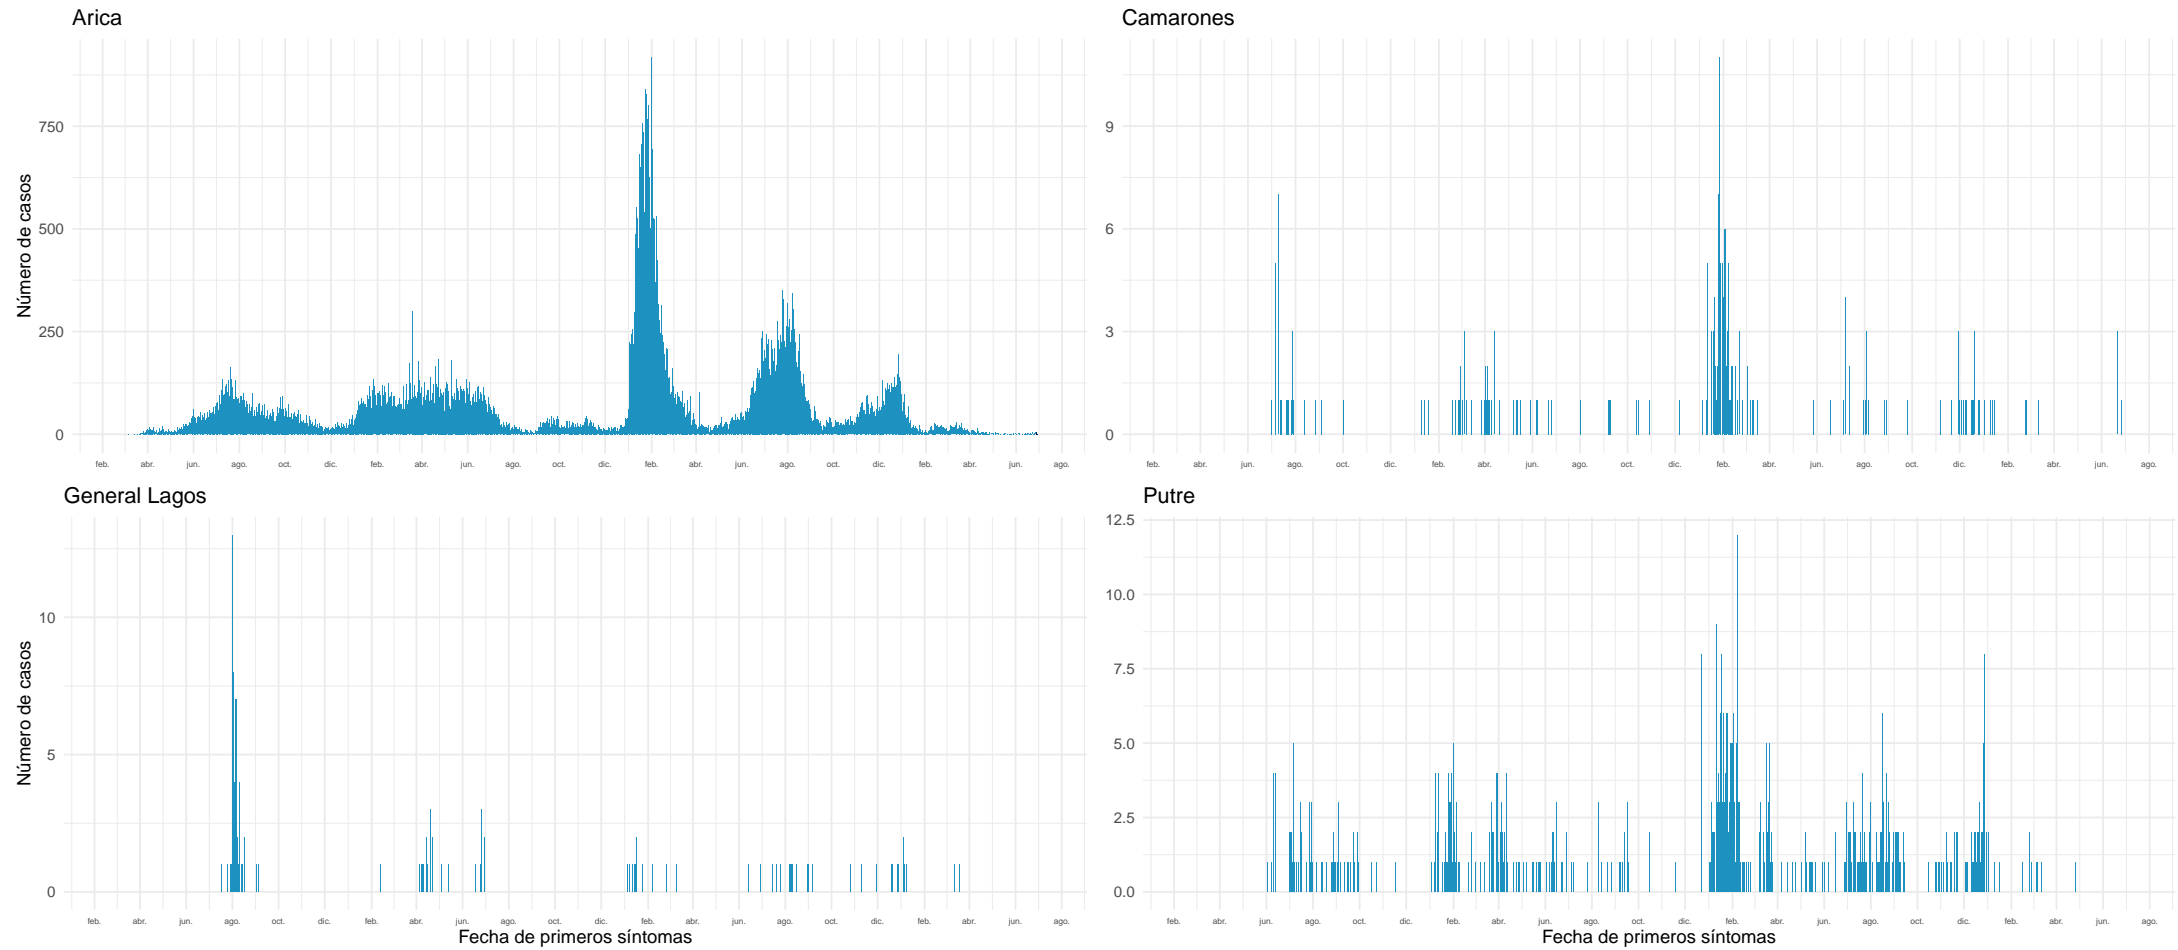 Arica
Número de casos
750
500
250
0
feb. abr. jun. ago. oct. dic. feb. abr. jun. ago. oct. dic. feb. abr. jun. ago. oct. dic. feb. abr. jun. ago.
Camarones
9
6
3
0
feb. abr. jun. ago. oct. dic. feb. abr. jun. ago. oct. dic. feb. abr. jun. ago. oct. dic. feb. abr. jun. ago.
General Lagos
Número de casos
10
5
0
feb. abr. jun. ago. oct. dic. feb. abr. jun. ago. oct. dic. feb. abr. jun. ago. oct. dic. feb. abr. jun. ago.
Fecha de primeros síntomas
Putre
12.5
10.0
7.5
5.0
2.5
0.0
feb. abr. jun. ago. oct. dic. feb. abr. jun. ago. oct. dic. feb. abr. jun. ago. oct. dic. feb. abr. jun. ago.
Fecha de primeros síntomas